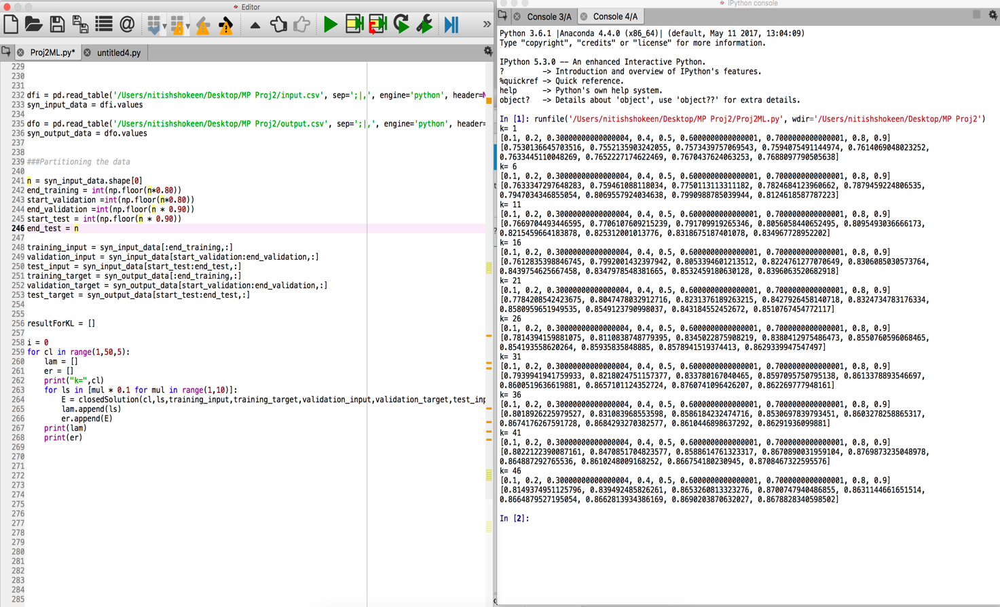 Editor
Proj2ML.py*
untitled4.py
229
230
231
232 dfi = pd.read_table('/Users/nitishshokeen/Desktop/MP Proj2/input.csv', sep=';|,', engine='python', header=N
233 syn_input_data = dfi.values
234
235 dfo = pd.read_table('/Users/nitishshokeen/Desktop/MP Proj2/output.csv', sep=';|,', engine='python', header=
236 syn_output_data = dfo.values
237
238
239 ###Partitioning the data
240
241 n = syn_input_data.shape[0]
242 end_training = int(np.floor(n*0.80))
243 start_validation =int(np.floor(n*0.80))
244 end_validation =int(np.floor(n * 0.90))
245 start_test = int(np.floor(n * 0.90))
246 end_test = n
247
248 training_input = syn_input_data[:end_training,:]
249 validation_input = syn_input_data[start_validation:end_validation,:]
250 test_input = syn_input_data[start_test:end_test,:]
251 training_target = syn_output_data[:end_training,:]
252 validation_target = syn_output_data[start_validation:end_validation,:]
253 test_target = syn_output_data[start_test:end_test,:]
254
255
256 resultForKL = []
257
258 i = 0
259 for cl in range(1,50,5):
260     lam = []
261     er = []
262     print("k=",cl)
263     for ls in [mul * 0.1 for mul in range(1,10)]:
264         E = closedSolution(cl,ls,training_input,training_target,validation_input,validation_target,test_inp
265         lam.append(ls)
266         er.append(E)
267     print(lam)
268     print(er)
269
270
271
272
273
274
275
276
277
278
279
280
281
282
283
284
285
IPython console
Console 3/A
Console 4/A
Python 3.6.1 |Anaconda 4.4.0 (x86_64)| (default, May 11 2017, 13:04:09)
Type "copyright", "credits" or "license" for more information.
IPython 5.3.0 -- An enhanced Interactive Python.
?         -> Introduction and overview of IPython's features.
%quickref -> Quick reference.
help      -> Python's own help system.
object?   -> Details about 'object', use 'object??' for extra details.
In [1]: runfile('/Users/nitishshokeen/Desktop/MP Proj2/Proj2ML.py', wdir='/Users/nitishshokeen/Desktop/MP Proj2')
k= 1
[0.1, 0.2, 0.30000000000000004, 0.4, 0.5, 0.6000000000000001, 0.7000000000000001, 0.8, 0.9]
[0.7530136645703516, 0.7552135903242055, 0.7573439757069543, 0.7594075491144974, 0.7614069048023252,
0.7633445110048269, 0.7652227174622469, 0.7670437624063253, 0.7688097790505638]
k= 6
[0.1, 0.2, 0.30000000000000004, 0.4, 0.5, 0.6000000000000001, 0.7000000000000001, 0.8, 0.9]
[0.7633347297648283, 0.759461088118034, 0.7750113113311182, 0.7824684123960662, 0.7879459224806535,
0.7947034346855054, 0.8069557924034638, 0.7990988785039944, 0.8124618587787223]
k= 11
[0.1, 0.2, 0.30000000000000004, 0.4, 0.5, 0.6000000000000001, 0.7000000000000001, 0.8, 0.9]
[0.7669704493446595, 0.7706107609215239, 0.791709919265346, 0.8056058440652495, 0.8095493036666173,
0.8215459664183878, 0.825312001013776, 0.8318675187401078, 0.834967728952202]
k= 16
[0.1, 0.2, 0.30000000000000004, 0.4, 0.5, 0.6000000000000001, 0.7000000000000001, 0.8, 0.9]
[0.7612835398846745, 0.7992001432397942, 0.8053394601213512, 0.8224761277070649, 0.8306085030573764,
0.8439754625667458, 0.8347978548381665, 0.8532459180630128, 0.8396063520682918]
k= 21
[0.1, 0.2, 0.30000000000000004, 0.4, 0.5, 0.6000000000000001, 0.7000000000000001, 0.8, 0.9]
[0.7784208542423675, 0.8047478032912716, 0.8231376189263215, 0.8427926458140718, 0.8324734783176334,
0.8580959651949535, 0.8549123790998037, 0.843184552452672, 0.8510767454772117]
k= 26
[0.1, 0.2, 0.30000000000000004, 0.4, 0.5, 0.6000000000000001, 0.7000000000000001, 0.8, 0.9]
[0.7814394159881075, 0.8110838748779395, 0.8345022875908219, 0.8380412975486473, 0.8550760596068465,
0.854193558620264, 0.85935835848885, 0.8578941519374413, 0.8629339947547497]
k= 31
[0.1, 0.2, 0.30000000000000004, 0.4, 0.5, 0.6000000000000001, 0.7000000000000001, 0.8, 0.9]
[0.7939941941759933, 0.8218024751157377, 0.833780167040465, 0.8597095750795138, 0.8613378893546697,
0.8600519636619881, 0.8657101124352724, 0.8760741096426207, 0.862269777948161]
k= 36
[0.1, 0.2, 0.30000000000000004, 0.4, 0.5, 0.6000000000000001, 0.7000000000000001, 0.8, 0.9]
[0.8018926225979527, 0.831083968553598, 0.8586184232474716, 0.8530697839793451, 0.8603278258865317,
0.8674176267591728, 0.8684293270382577, 0.8610446898637292, 0.86291936099881]
k= 41
[0.1, 0.2, 0.30000000000000004, 0.4, 0.5, 0.6000000000000001, 0.7000000000000001, 0.8, 0.9]
[0.8022122390087161, 0.8470851704823577, 0.8588614761323317, 0.8670890031959104, 0.8769873235048978,
0.864887292765536, 0.8610248009168252, 0.866754180230945, 0.8708467322595576]
k= 46
[0.1, 0.2, 0.30000000000000004, 0.4, 0.5, 0.6000000000000001, 0.7000000000000001, 0.8, 0.9]
[0.8149374951125796, 0.839492485826261, 0.8653260813323276, 0.8700747940486855, 0.8631144661651514,
0.8664879527195054, 0.8662813934386169, 0.8690203870632027, 0.8678828340598502]
In [2]: